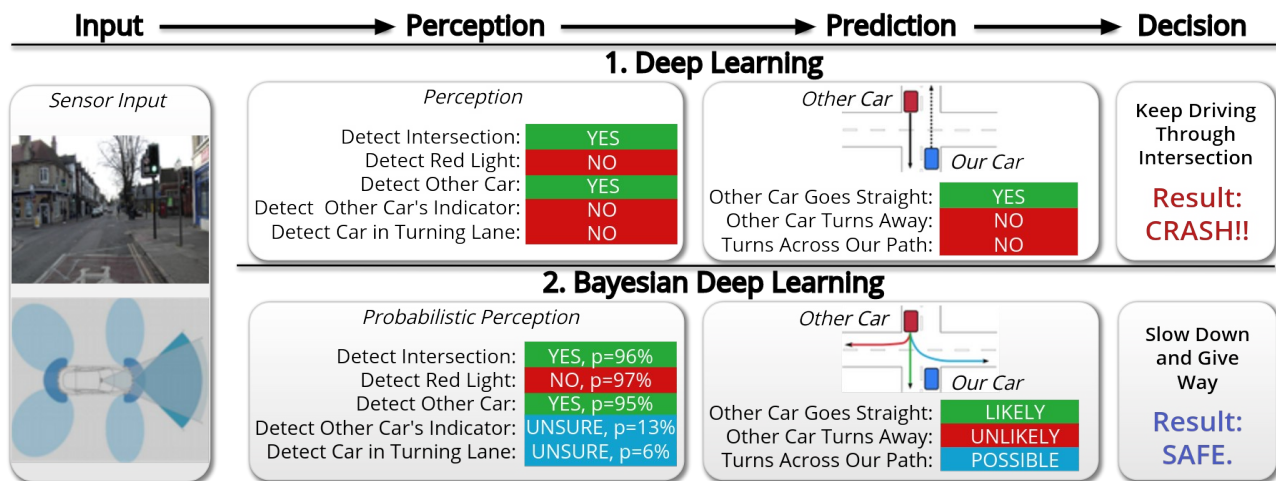 Input Perception Prediction Decision
1. Deep Learning
Sensor Input
Perception
Detect Intersection: YES
Detect Red Light: NO
Detect Other Car: YES
Detect Other Car's Indicator: NO
Detect Car in Turning Lane: NO
Other Car
Our Car
Other Car Goes Straight: YES
Other Car Turns Away: NO
Turns Across Our Path: NO
Keep Driving
Through
Intersection
Result:
CRASH!!
2. Bayesian Deep Learning
Probabilistic Perception
Detect Intersection: YES, p=96%
Detect Red Light: NO, p=97%
Detect Other Car: YES, p=95%
Detect Other Car's Indicator: UNSURE, p=13%
Detect Car in Turning Lane: UNSURE, p=6%
Other Car
Our Car
Other Car Goes Straight: LIKELY
Other Car Turns Away: UNLIKELY
Turns Across Our Path: POSSIBLE
Slow Down
and Give
Way
Result:
SAFE.